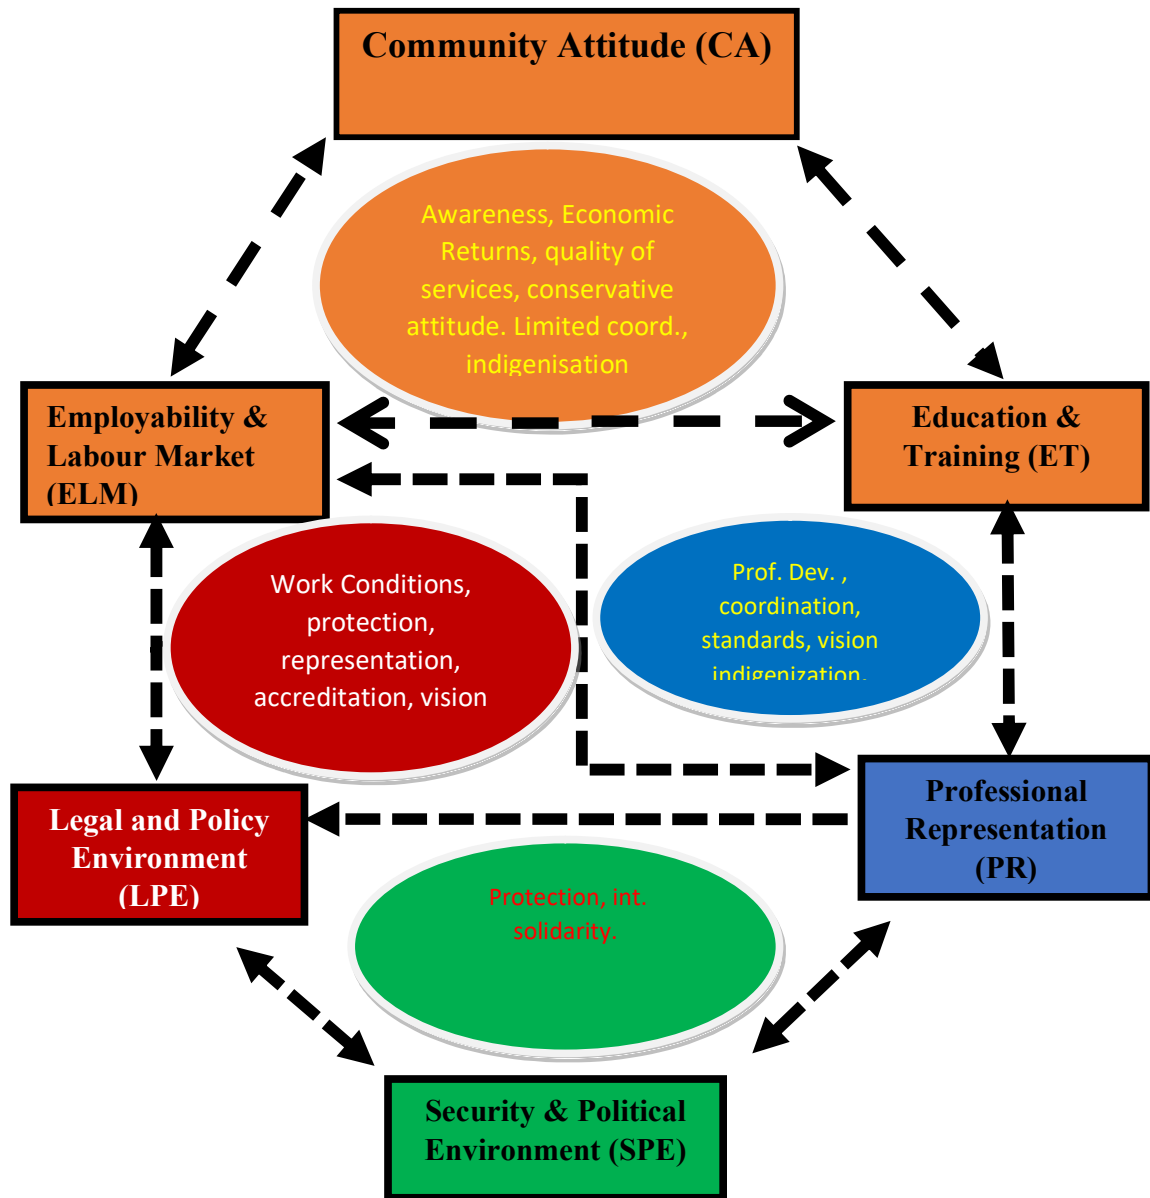 Community Attitude (CA)
Awareness, Economic
Returns, quality of
services, conservative
attitude. Limited coord.,
indigenisation
Employability &
Labour Market
(ELM)
Education &
Training (ET)
Work Conditions,
protection,
representation,
accreditation, vision
Prof. Dev. ,
coordination,
standards, vision
indigenization.
Legal and Policy
Environment
(LPE)
Professional
Representation
(PR)
Protection, int.
solidarity.
Security & Political
Environment (SPE)